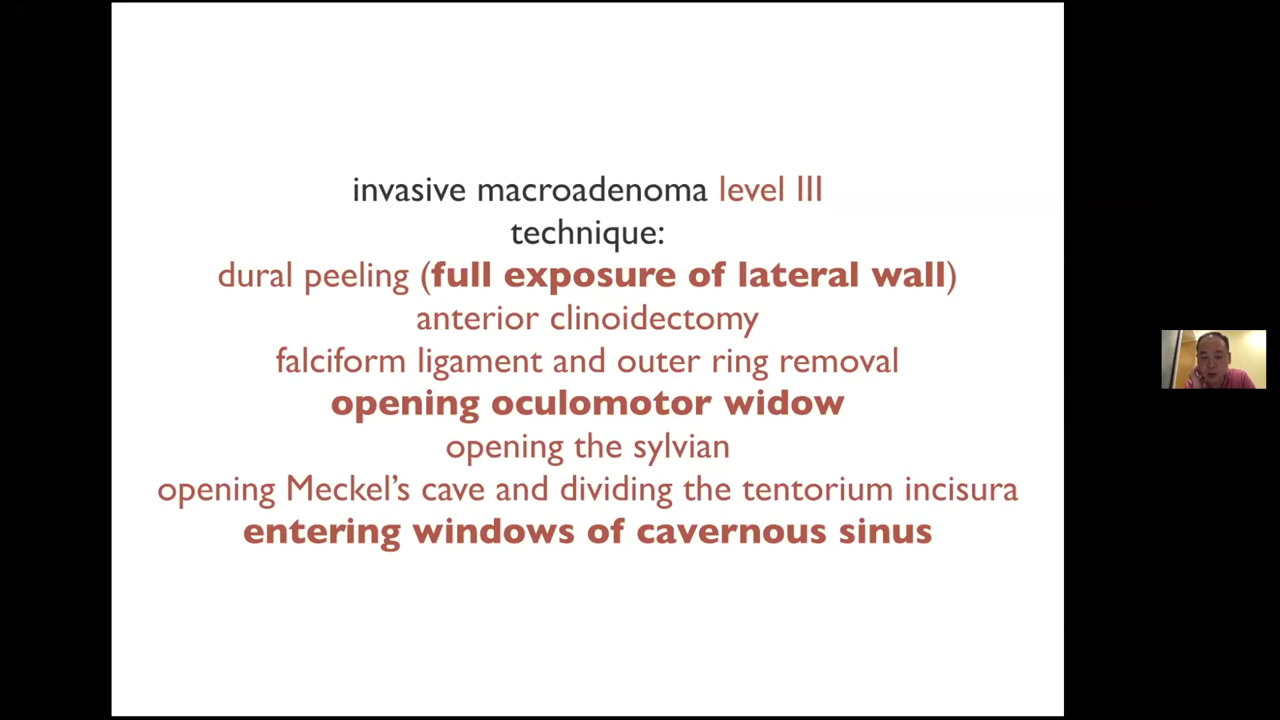 invasive macroadenoma level III
technique:
dural peeling (full exposure of lateral wall)
anterior clinoidectomy
falciform ligament and outer ring removal
opening oculomotor widow
opening the sylvian
opening Meckel’s cave and dividing the tentorium incisura
entering windows of cavernous sinus